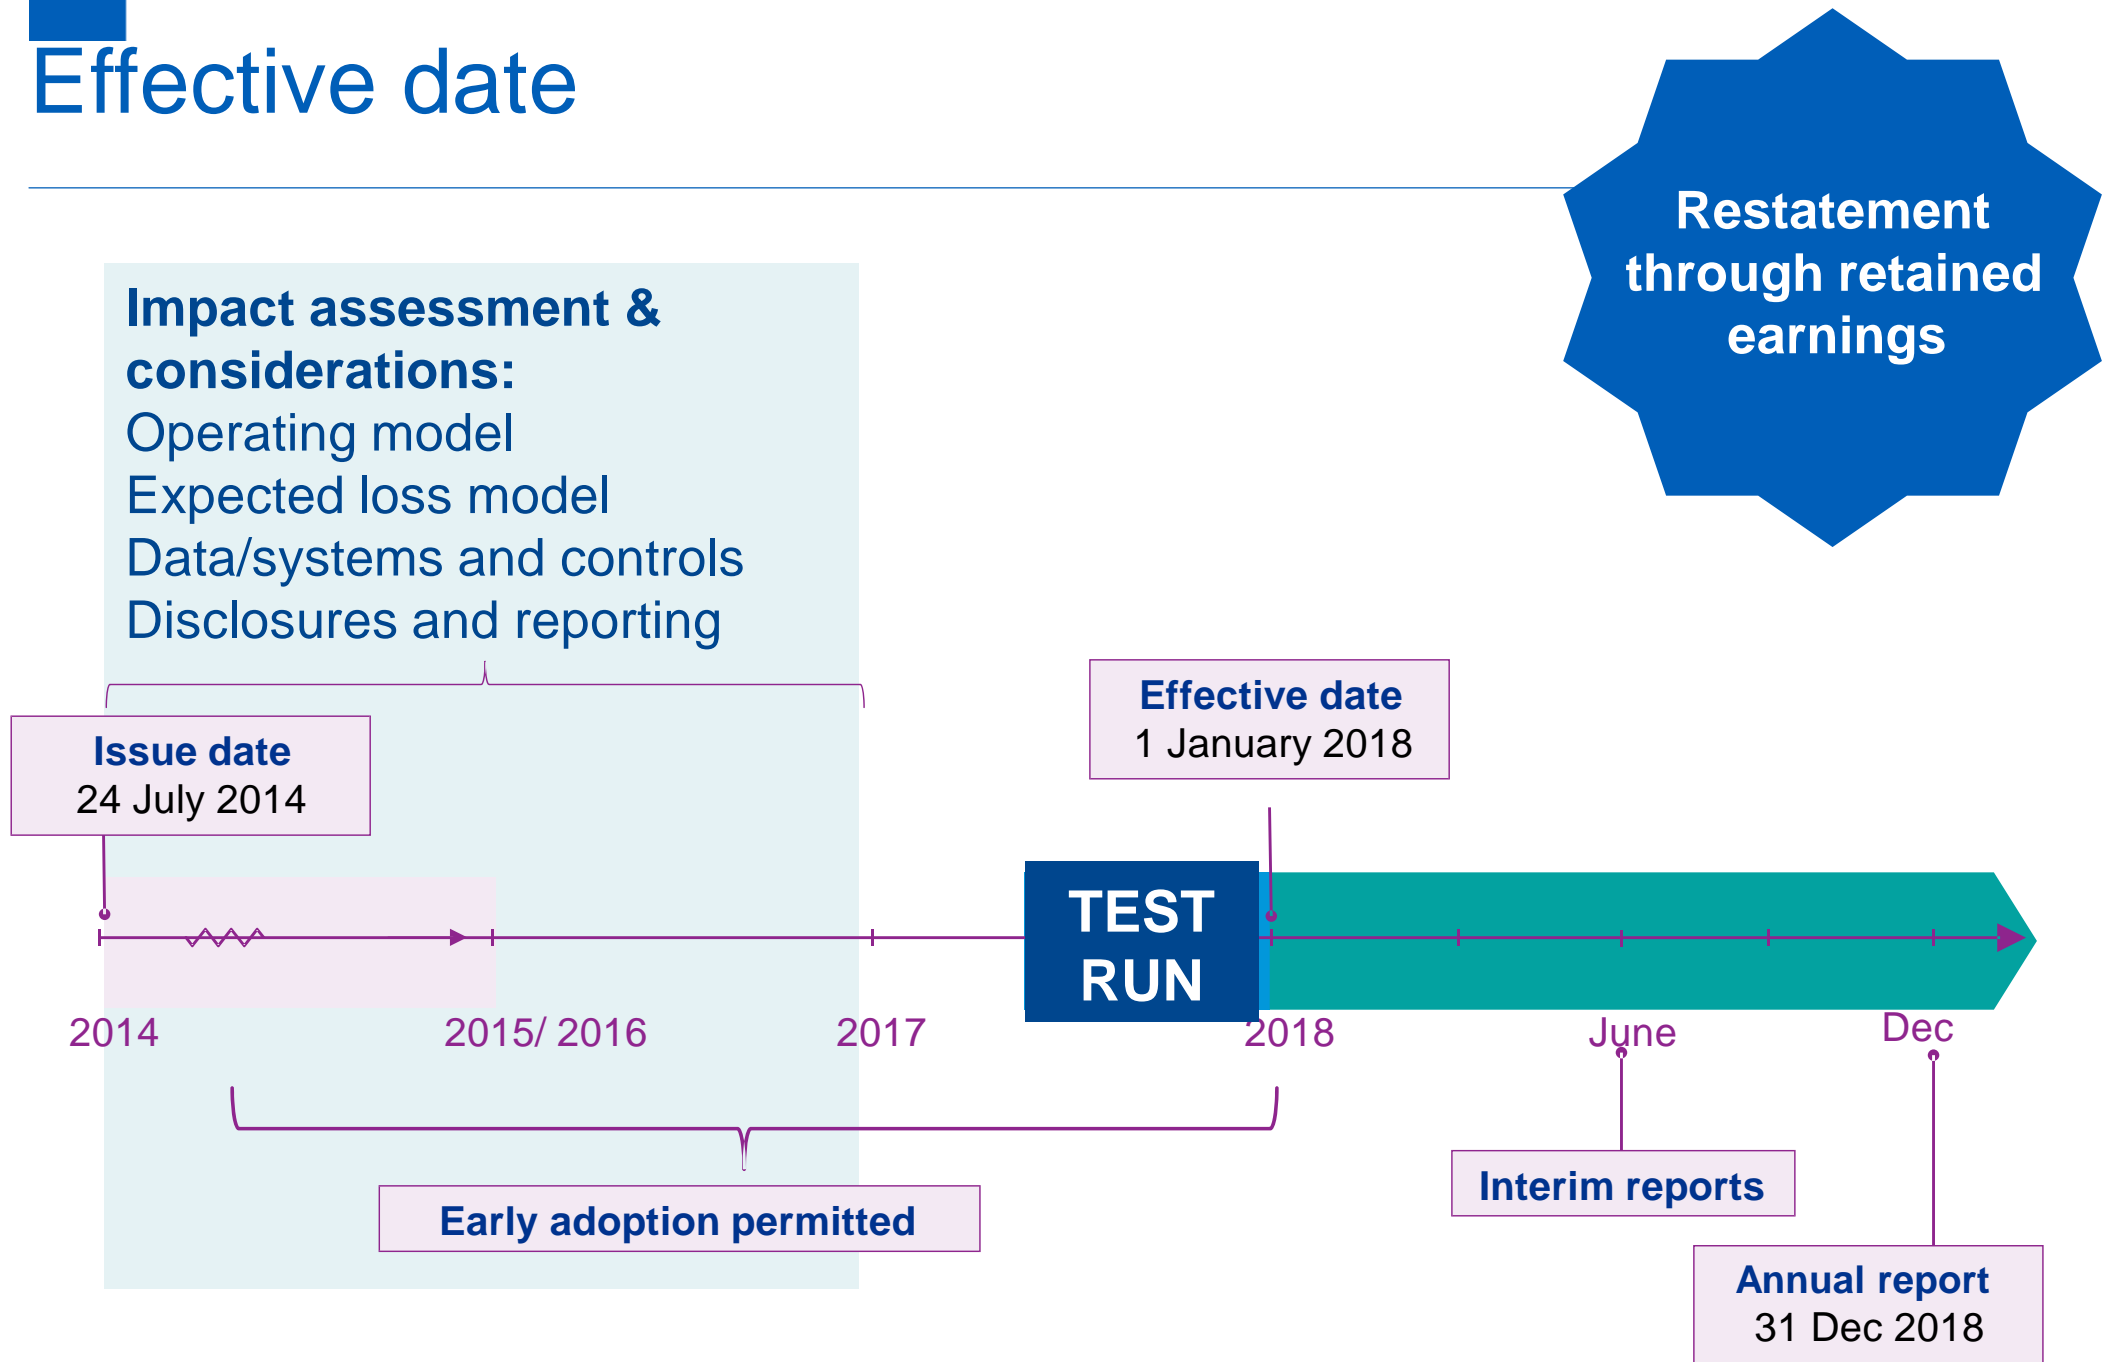 Effective date
Restatement
through retained
earnings
Impact assessment &
considerations:
Operating model
Expected loss model
Data/systems and controls
Disclosures and reporting
Issue date
24 July 2014
Effective date
1 January 2018
TEST
RUN
2014
2015/ 2016
2017
2018
June
Dec
Early adoption permitted
Interim reports
Annual report
31 Dec 2018